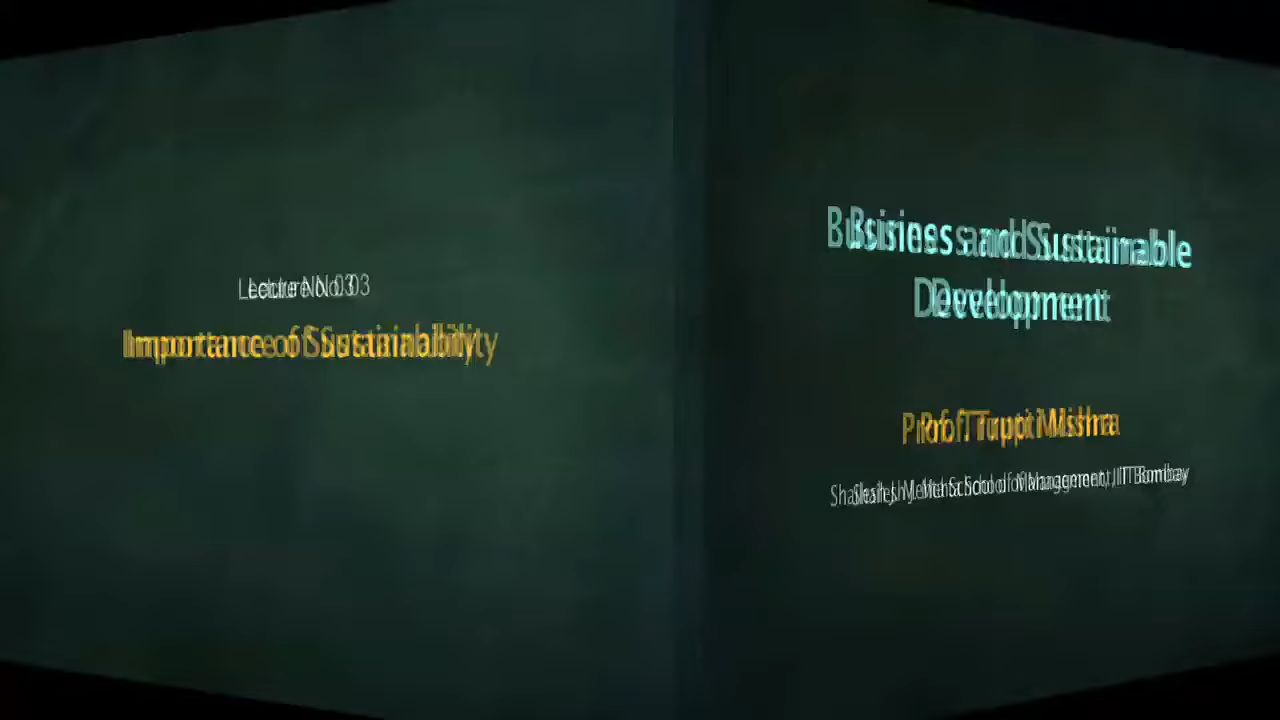 Lecture No. 03
Importance of Sustainability
Business and Sustainable
Development
Prof. Trupti Mishra
Shailesh J. Mehta School of Management, IIT Bombay